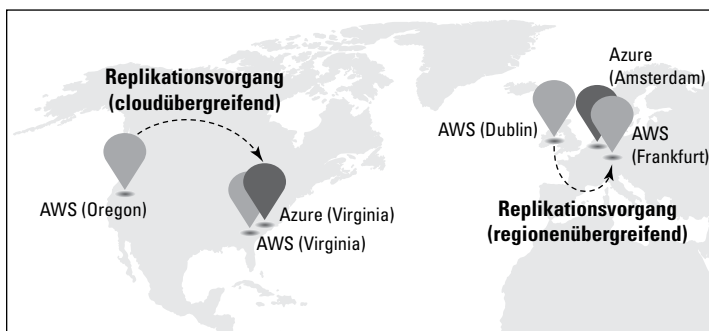 Replikationsvorgang
(cloudübergreifend)
AWS (Oregon)
Azure (Virginia)
AWS (Virginia)
Azure
(Amsterdam)
AWS (Dublin)
AWS
(Frankfurt)
Replikationsvorgang
(regionenübergreifend)